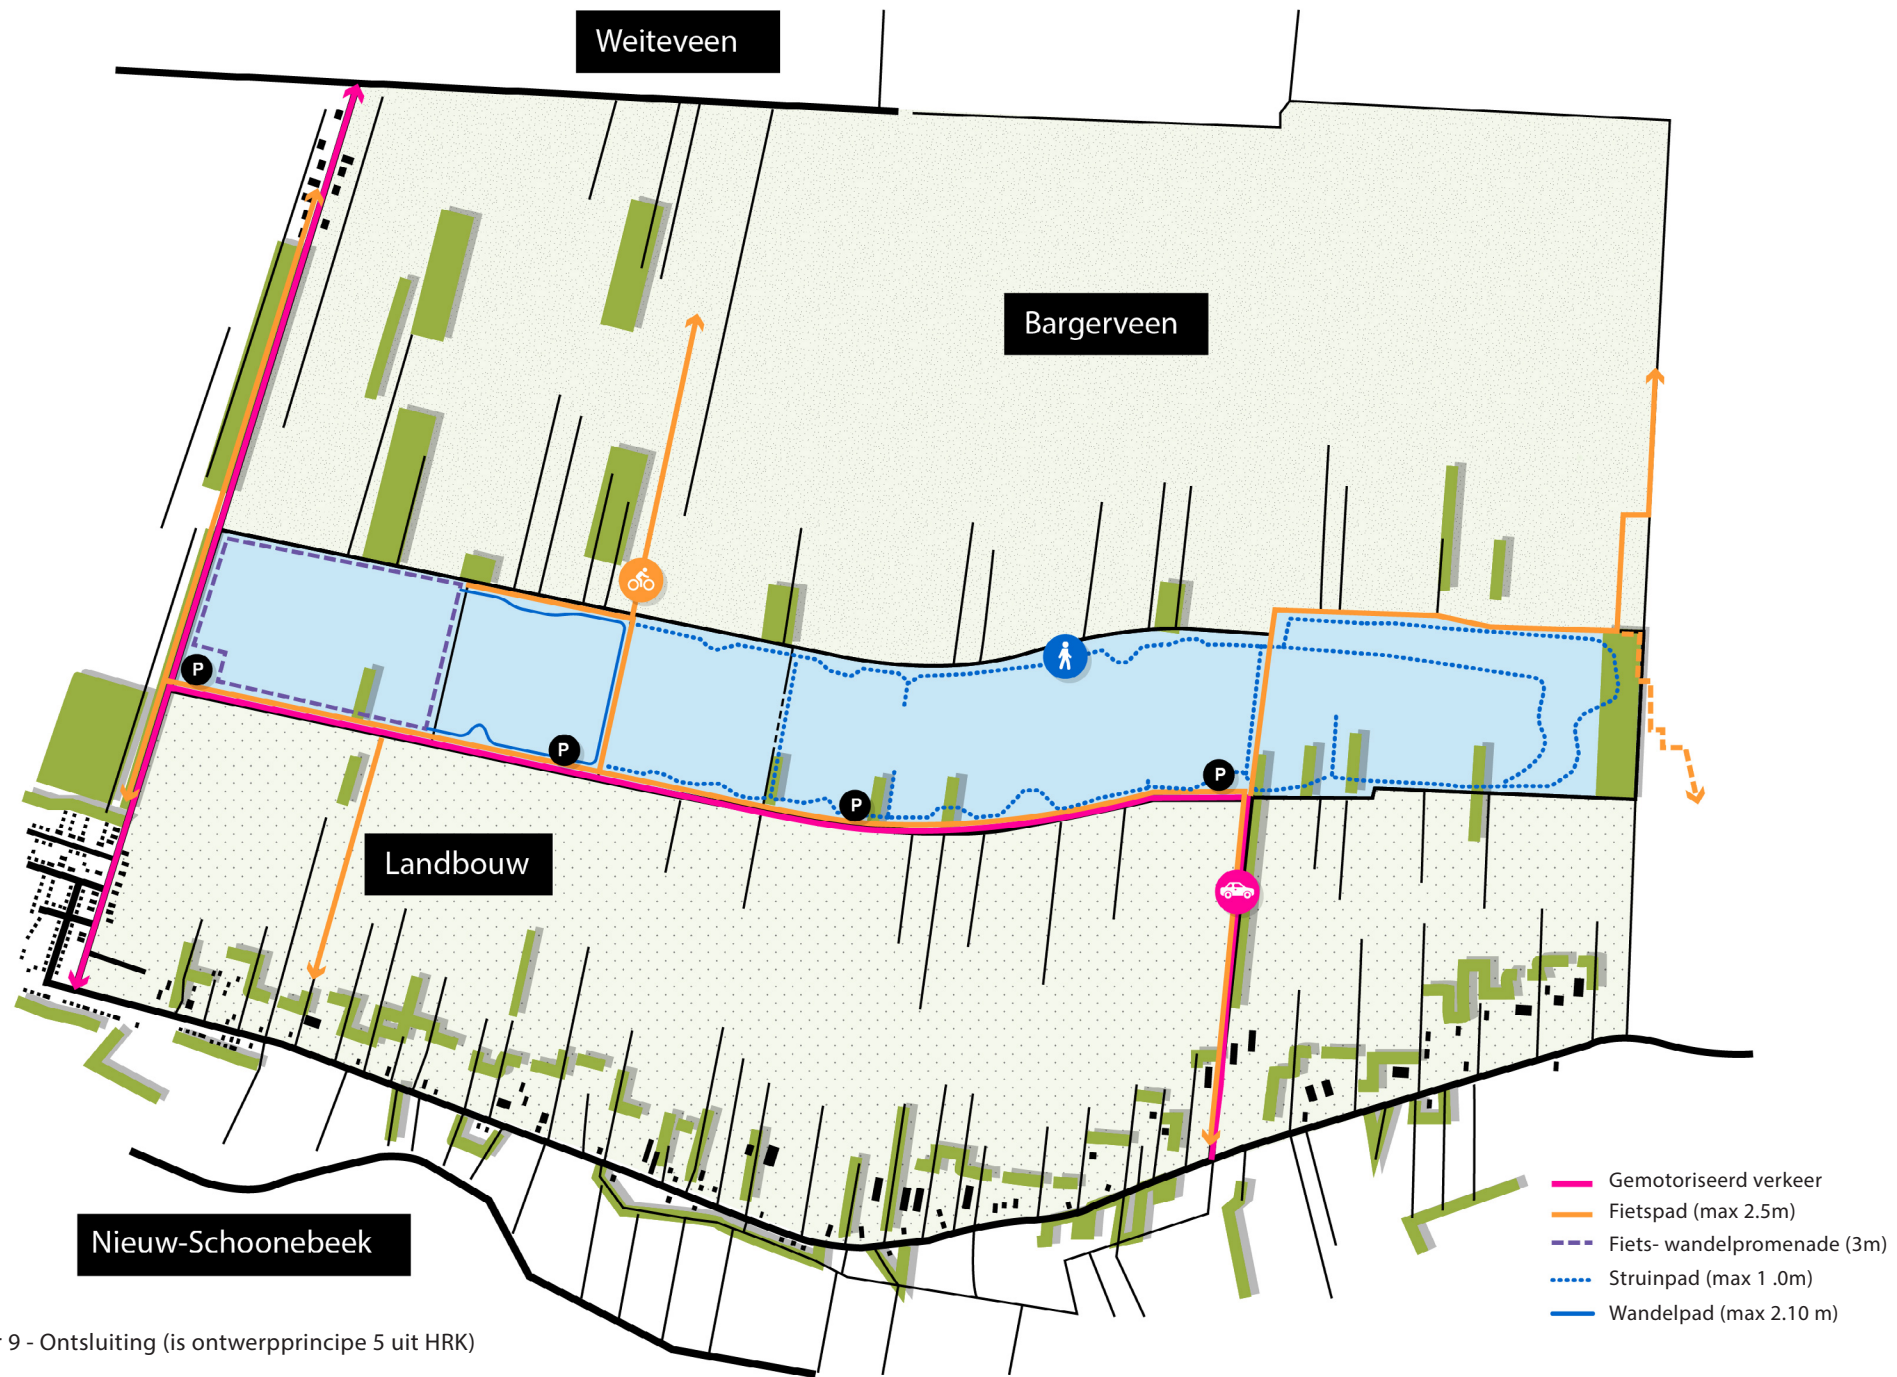 Weiteveen
Bargerveen
P
P
P
P
Landbouw
Nieuw-Schoonebeek
Gemotoriseerd verkeer
Fietspad (max 2.5m)
Fiets- wandelpromenade (3m)
Struinpad (max 1 .0m)
Wandelpad (max 2.10 m)
9 - Ontsluiting (is ontwerpprincipe 5 uit HRK)